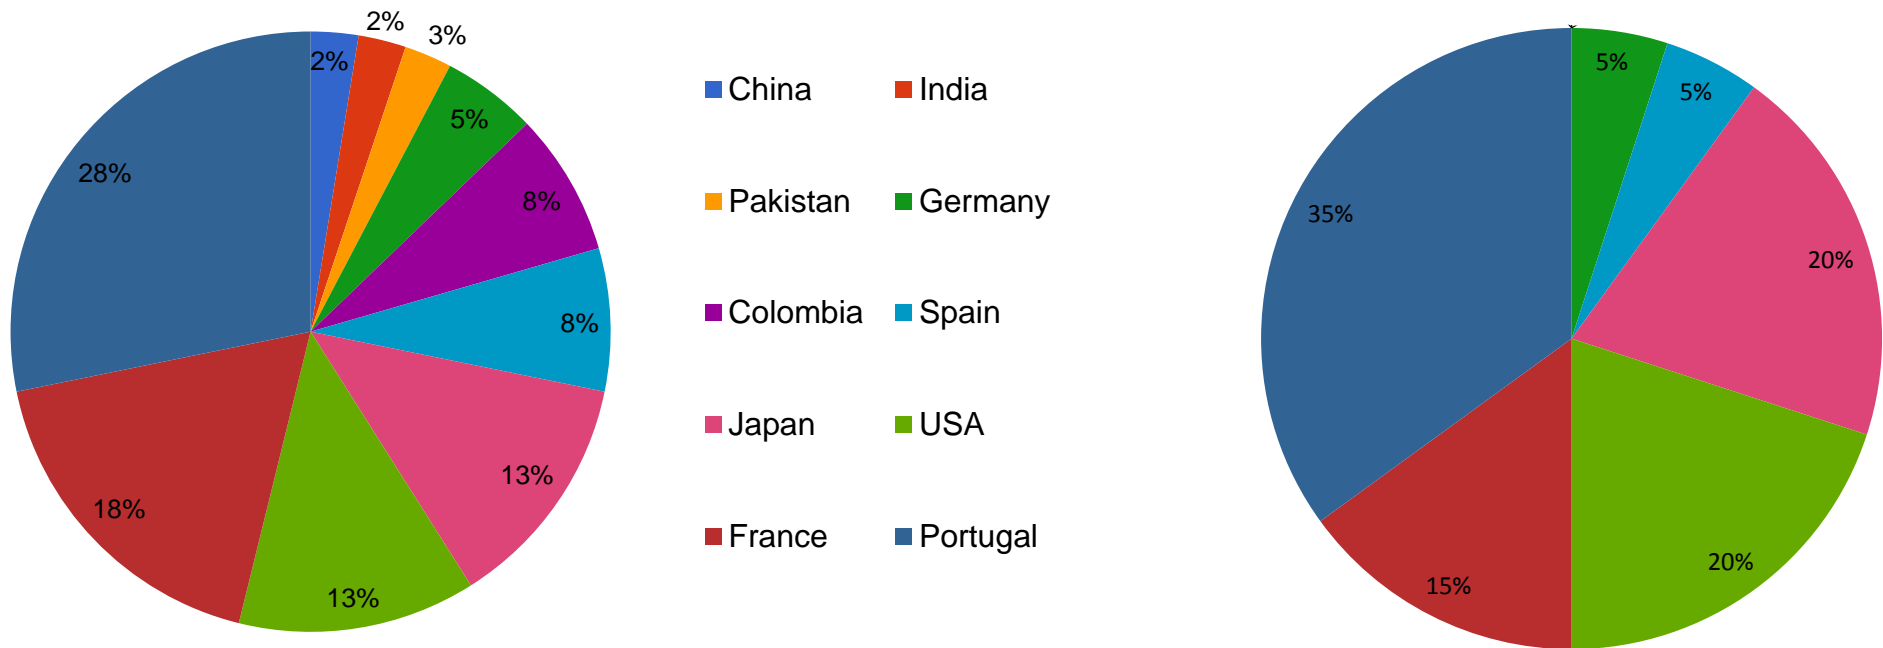 2%
2%
3%
5%
8%
8%
13%
13%
18%
28%
China
India
Pakistan
Germany
Colombia
Spain
Japan
USA
France
Portugal
5%
5%
20%
20%
15%
35%